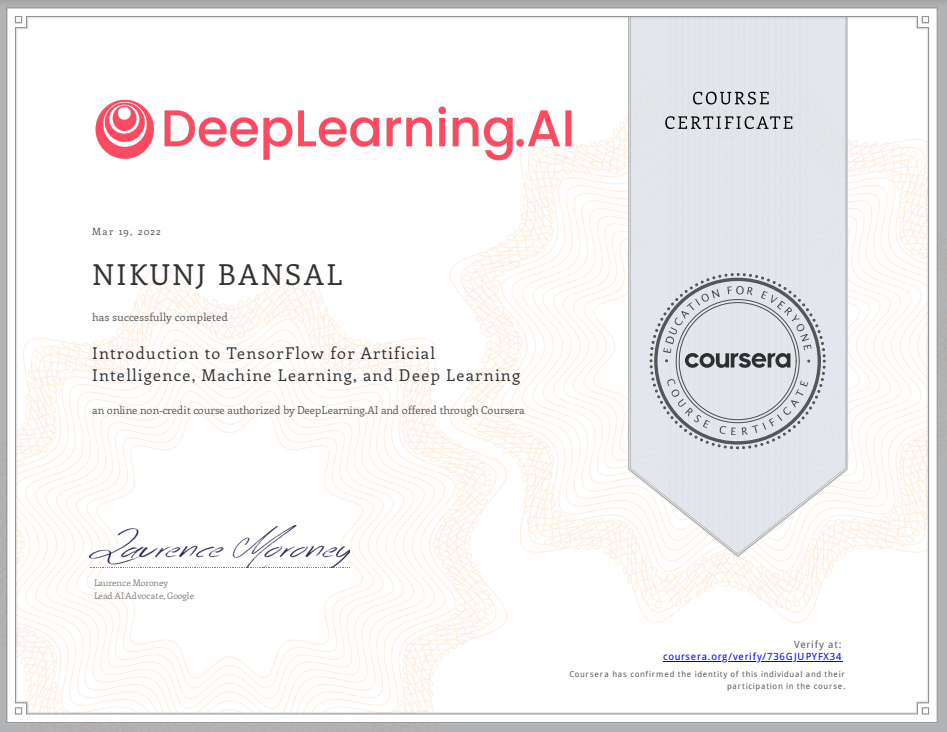 DeepLearning.AI
COURSE
CERTIFICATE
Mar 19, 2022
NIKUNJ BANSAL
has successfully completed
Introduction to TensorFlow for Artificial
Intelligence, Machine Learning, and Deep Learning
an online non-credit course authorized by DeepLearning.AI and offered through Coursera
EDUCATION FOR EVERYONE
coursera
COURSE CERTIFICATE
Laurence Moroney
Laurence Moroney
Lead AI Advocate, Google
Verify at:
coursera.org/verify/736GJUPYFX34
Coursera has confirmed the identity of this individual and their
participation in the course.